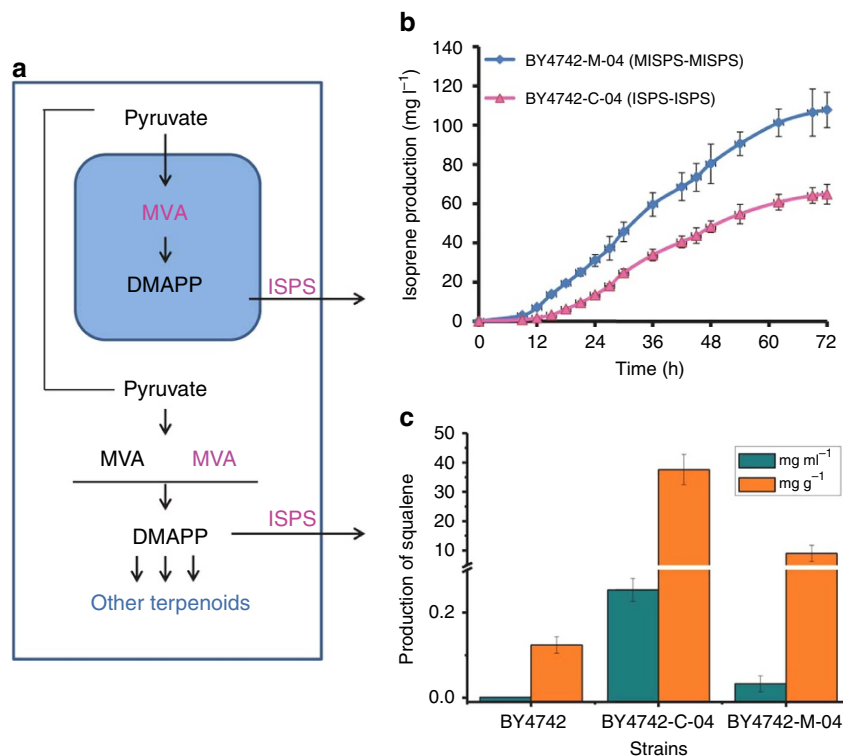 a
Pyruvate
MVA
DMAPP
ISPS
Pyruvate
MVA MVA
DMAPP
ISPS
Other terpenoids
b
Isoprene production (mg l⁻¹)
140
120
100
80
60
40
20
0
BY4742-M-04 (MISPS-MISPS)
BY4742-C-04 (ISPS-ISPS)
0 12 24 36 48 60 72
Time (h)
c
Production of squalene
50
40
30
20
10
0.2
0.0
mg ml⁻¹
mg g⁻¹
BY4742 BY4742-C-04 BY4742-M-04
Strains